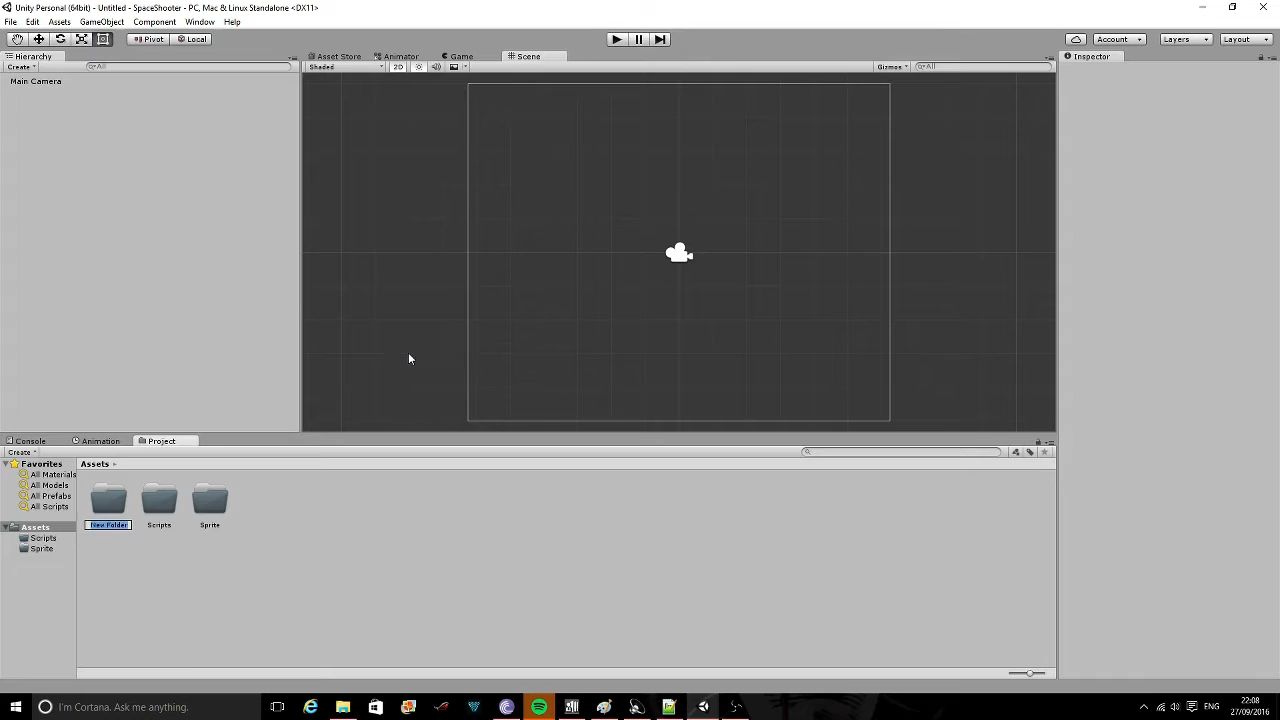 Unity Personal (64bit) - Untitled - SpaceShooter - PC, Mac & Linux Standalone <DX11>
File Edit Assets GameObject Component Window Help
Pivot Local Account Layers Layout
Hierarchy Asset Store Animator Game Scene Inspector
Create All Shaded 2D Gizmos All
Main Camera
Console Animation Project
Create
Favorites Assets
All Materials
All Models
All Prefabs
All Scripts
New Folder Scripts Sprite
Assets
Scripts
Sprite
I'm Cortana. Ask me anything. ENG 22:08
27/09/2016